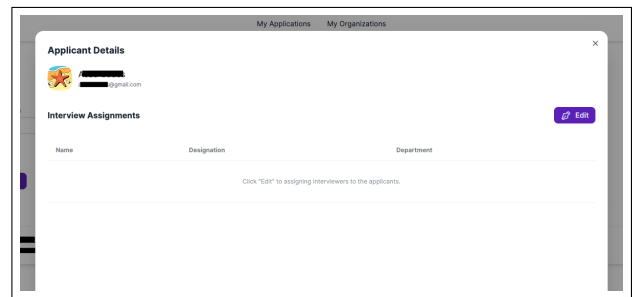 My Applications My Organizations
Applicant Details
@gmail.com
Interview Assignments
Edit
Name Designation Department
Click "Edit" to assigning interviewers to the applicants.